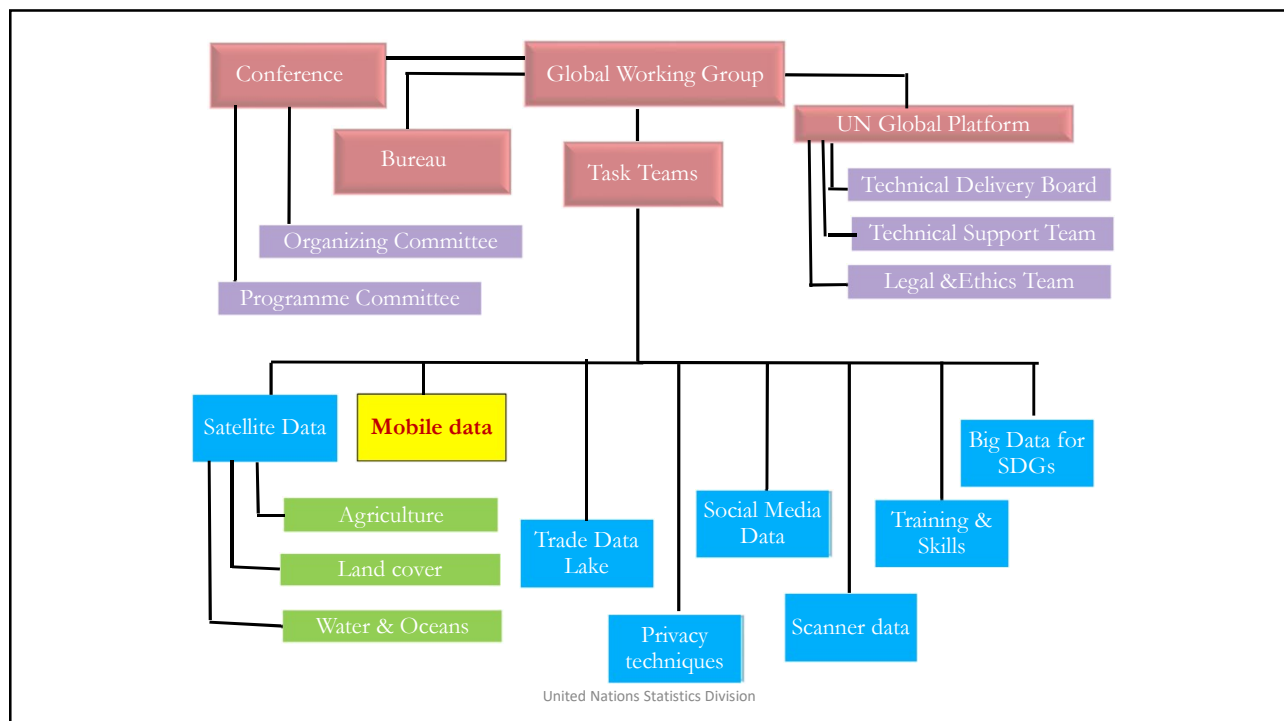 Conference
Global Working Group
UN Global Platform
Bureau
Task Teams
Technical Delivery Board
Organizing Committee
Technical Support Team
Programme Committee
Legal &Ethics Team
Satellite Data
Mobile data
Big Data for
SDGs
Agriculture
Social Media
Data
Training &
Skills
Trade Data
Lake
Land cover
Water & Oceans
Privacy
techniques
Scanner data
United Nations Statistics Division